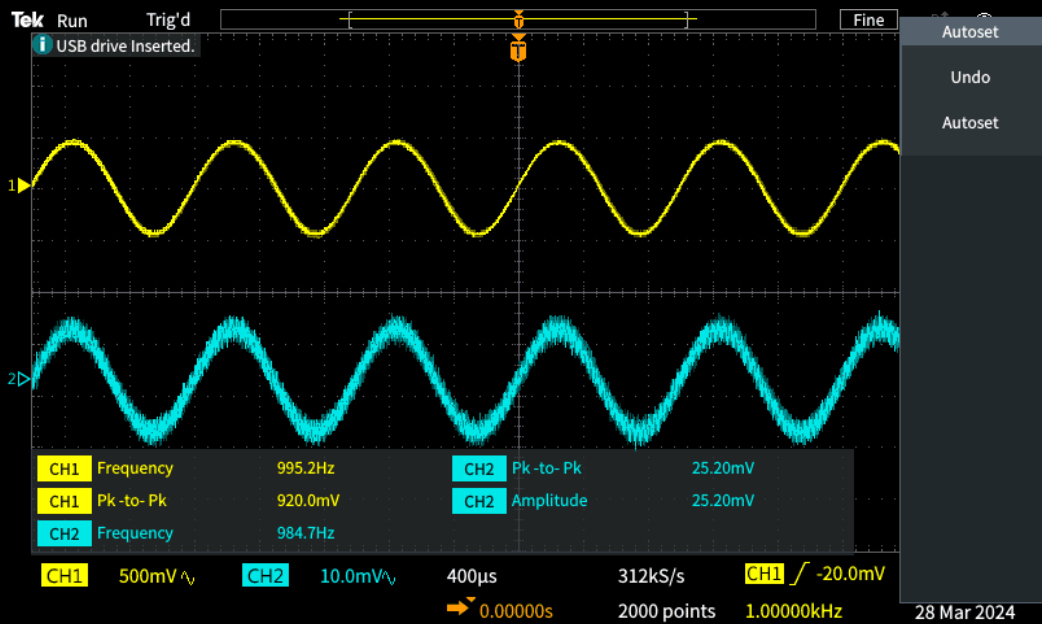 Tek Run Trig'd Fine
Autoset
USB drive Inserted.
T
Undo
Autoset
1
2
CH1 Frequency 995.2Hz CH2 Pk -to- Pk 25.20mV
CH1 Pk -to- Pk 920.0mV CH2 Amplitude 25.20mV
CH2 Frequency 984.7Hz
CH1 500mV CH2 10.0mV 400µs 312kS/s CH1 -20.0mV
0.00000s 2000 points 1.00000kHz 28 Mar 2024